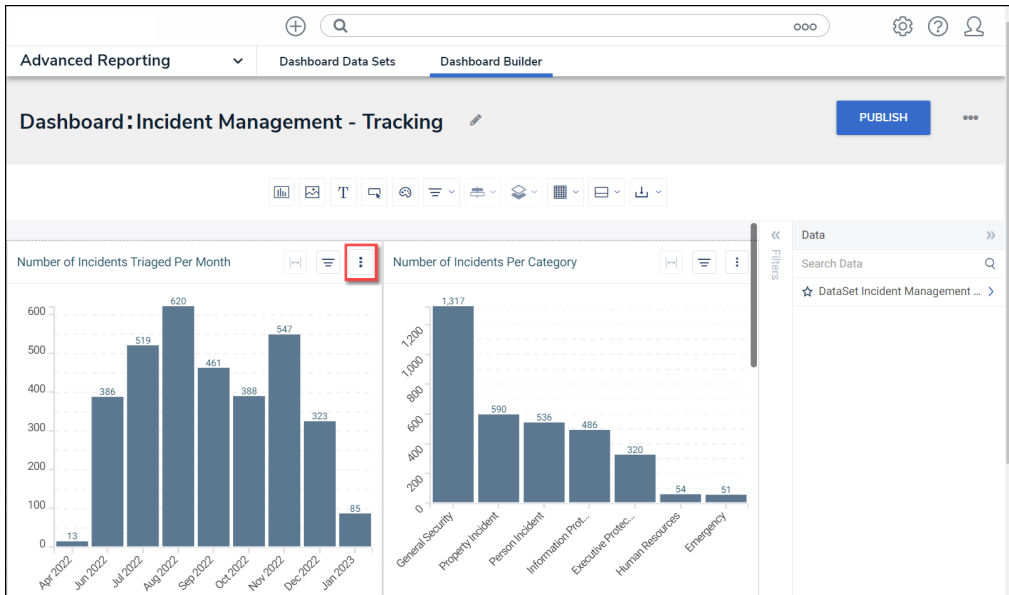 Advanced Reporting
Dashboard Data Sets
Dashboard Builder
Dashboard:Incident Management - Tracking
PUBLISH
T
Number of Incidents Triaged Per Month
600
500
400
300
200
100
0
13
386
519
620
461
388
547
323
85
Apr 2022
Jun 2022
Jul 2022
Aug 2022
Sep 2022
Oct 2022
Nov 2022
Dec 2022
Jan 2023
Number of Incidents Per Category
1200
1,000
800
600
400
200
0
1,317
590
536
486
320
54
51
General Security
Property Incident
Person Incident
Information Prot...
Executive Protec...
Human Resources
Emergency
Filters
Data
Search Data
DataSet Incident Management ...